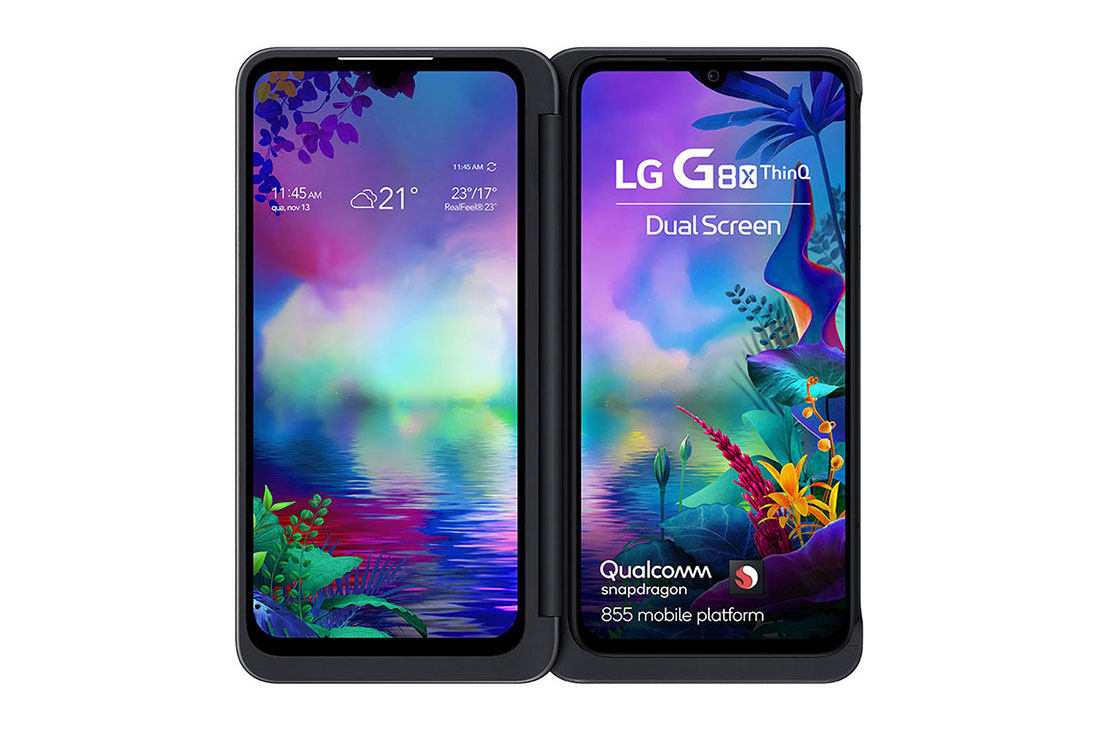 11:45 AM
qua, nov 13
21°
11:45 AM
23°/17°
RealFeel® 23°
LG G8X ThinQ
Dual Screen
Qualcomm
snapdragon
855 mobile platform